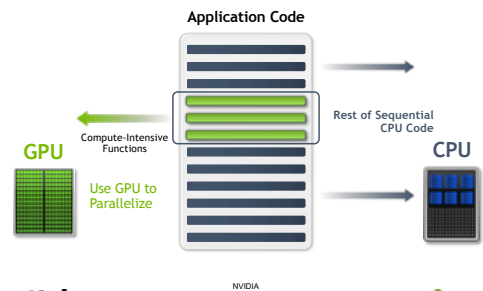 Application Code
Rest of Sequential
CPU Code
Compute-Intensive
Functions
GPU
CPU
Use GPU to
Parallelize
NVIDIA